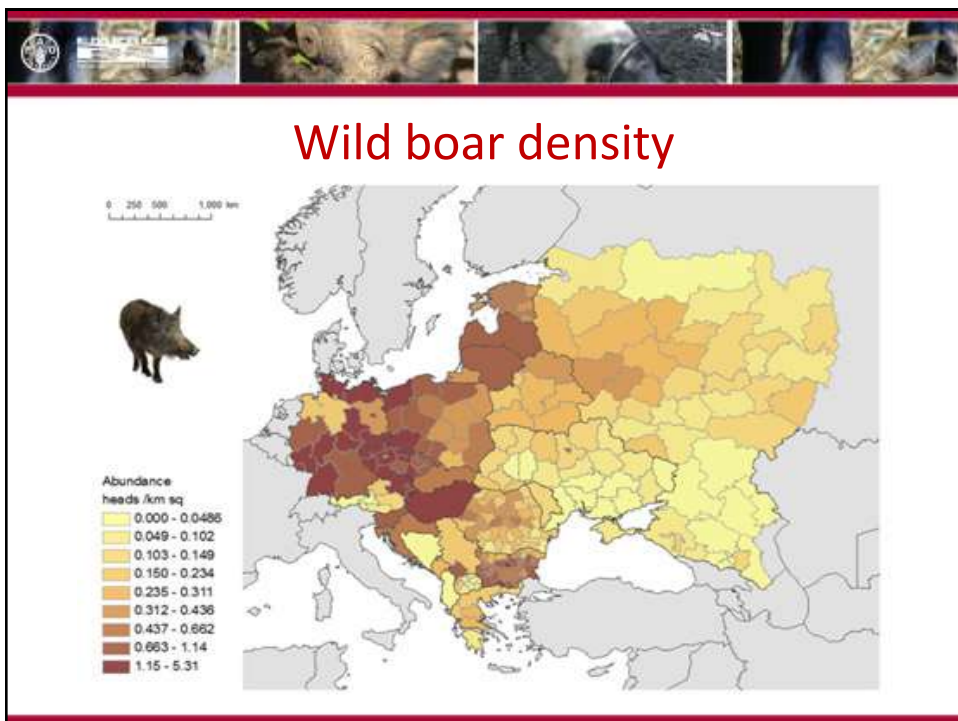 Wild boar density
0 250 500 1,000 km
Abundance
heads /km sq
0.000 - 0.0486
0.049 - 0.102
0.103 - 0.149
0.150 - 0.234
0.235 - 0.311
0.312 - 0.436
0.437 - 0.662
0.663 - 1.14
1.15 - 5.31